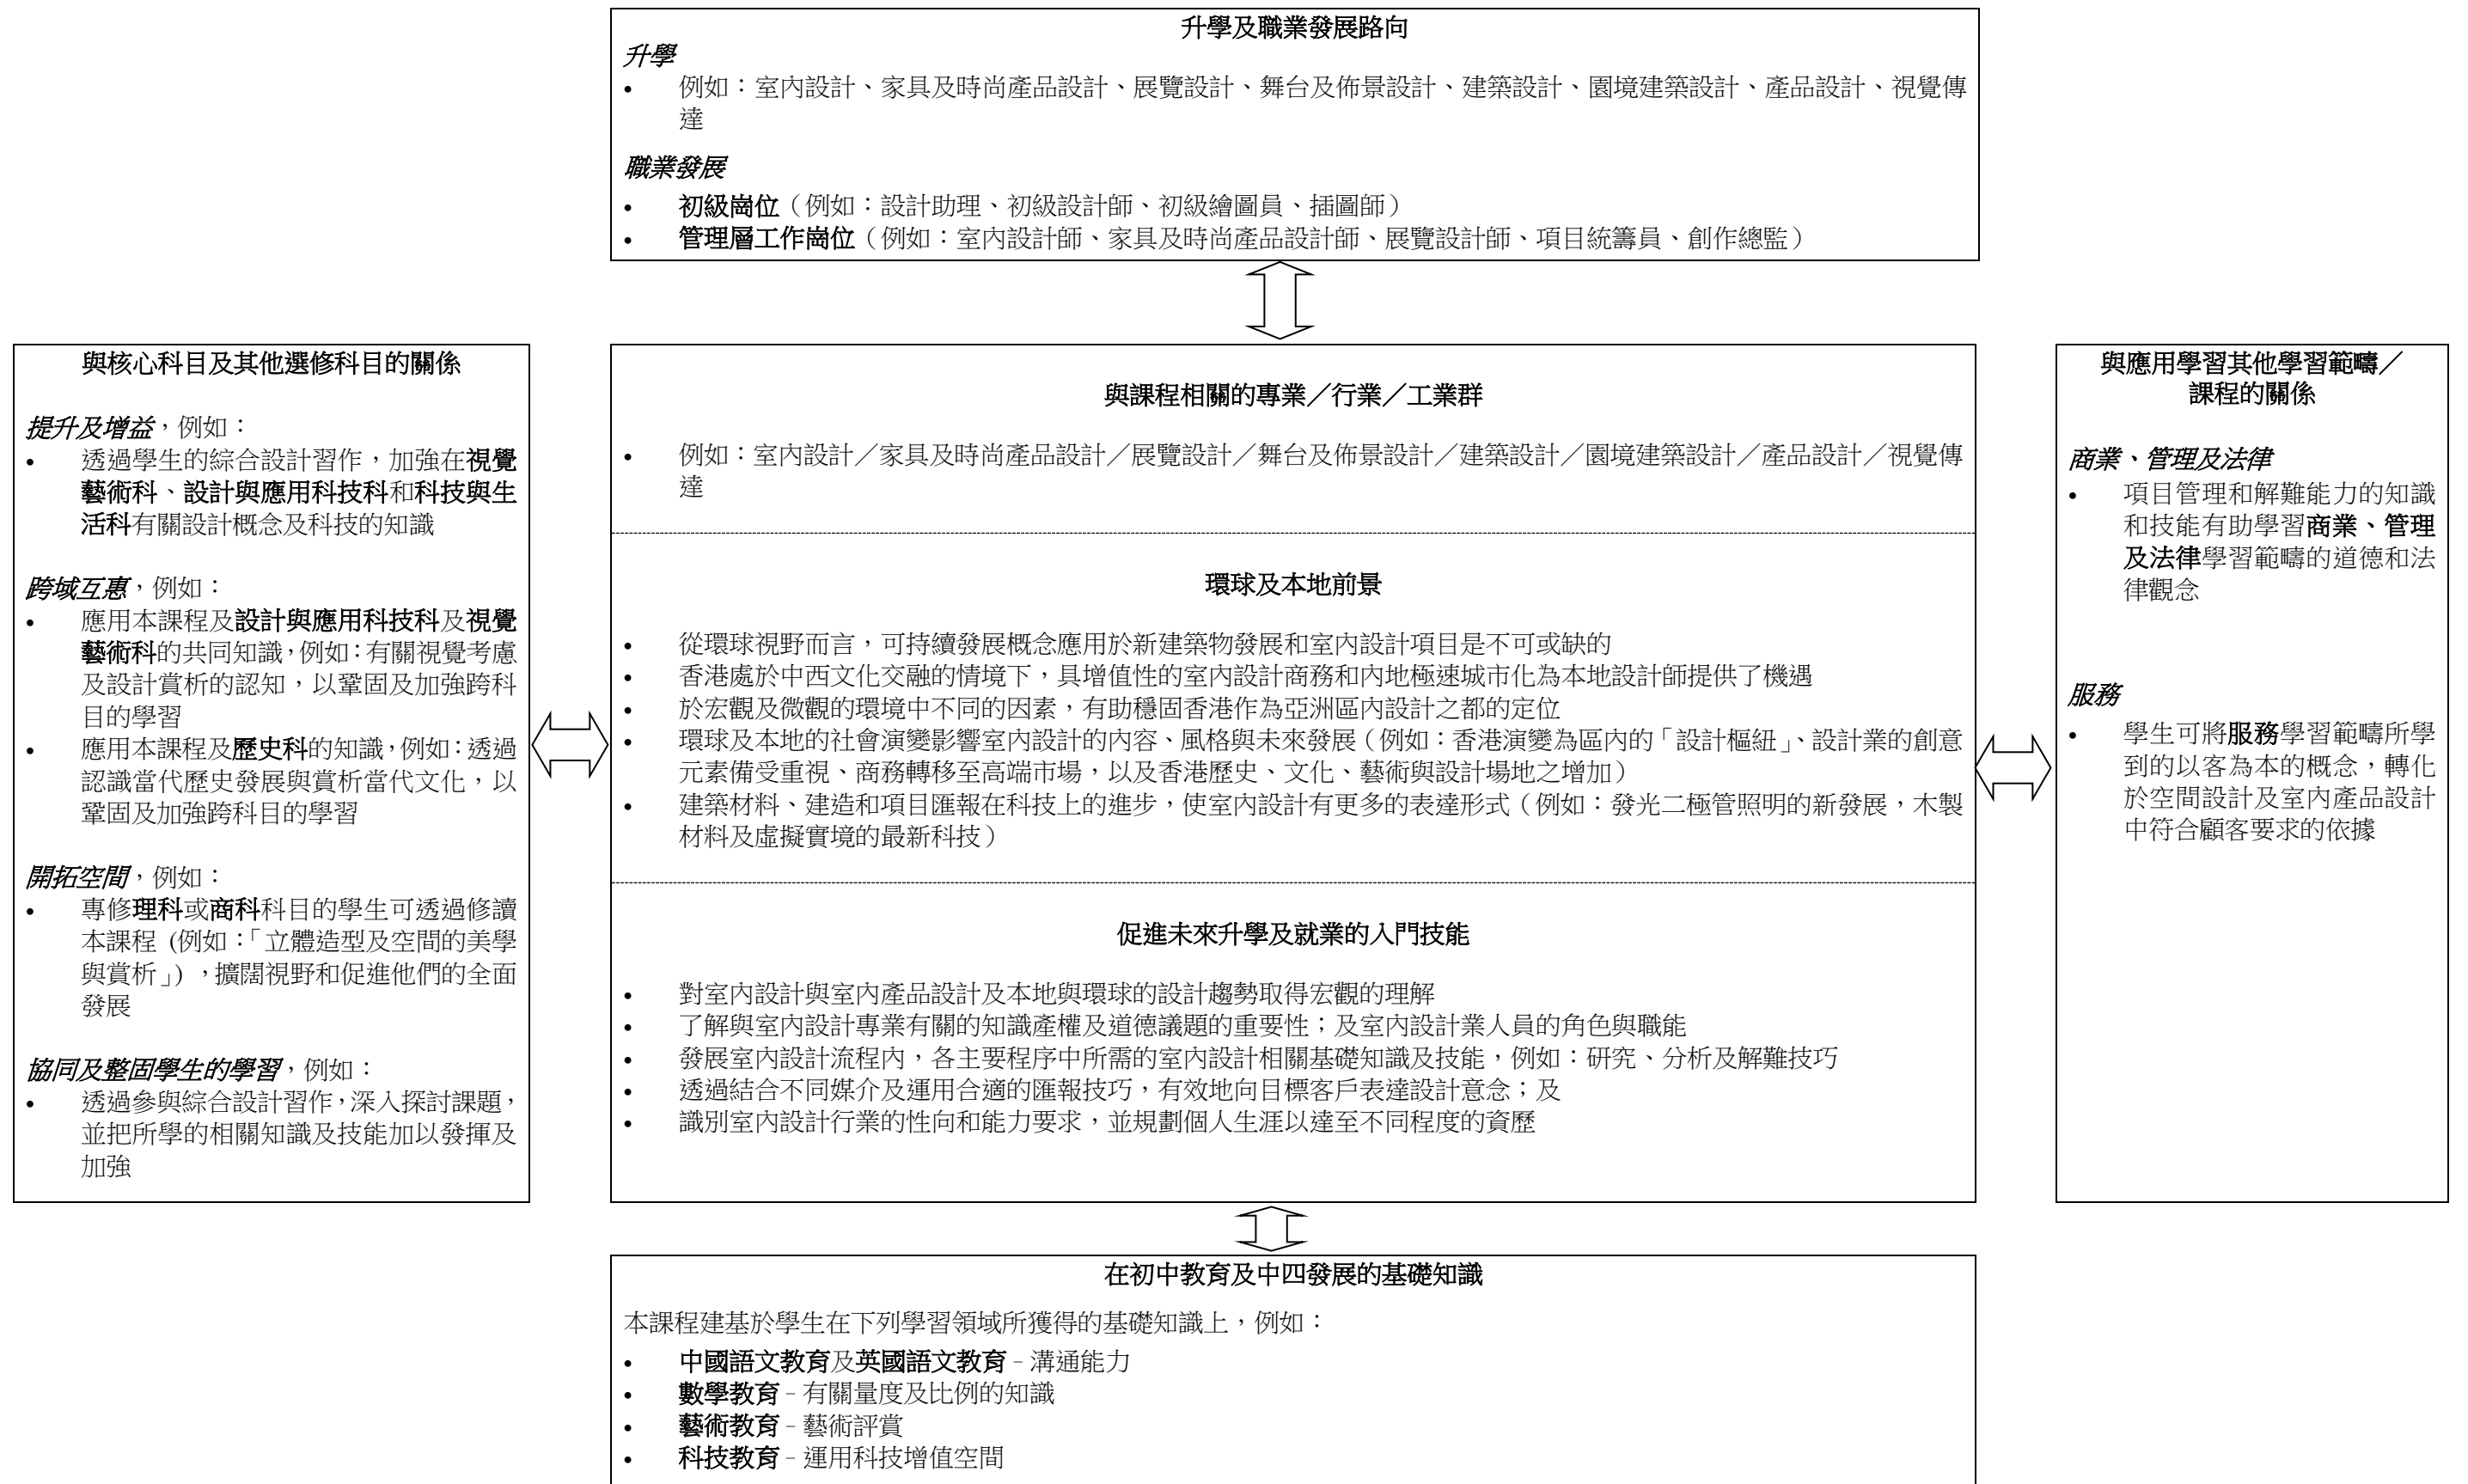 升學及職業發展路向
升學
• 例如：室內設計、家具及時尚產品設計、展覽設計、舞台及佈景設計、建築設計、園境建築設計、產品設計、視覺傳
達
職業發展
• 初級崗位（例如：設計助理、初級設計師、初級繪圖員、插圖師）
• 管理層工作崗位（例如：室內設計師、家具及時尚產品設計師、展覽設計師、項目統籌員、創作總監）
與核心科目及其他選修科目的關係
提升及增益，例如：
• 透過學生的綜合設計習作，加強在視覺
藝術科、設計與應用科技科和科技與生
活科有關設計概念及科技的知識
跨域互惠，例如：
• 應用本課程及設計與應用科技科及視覺
藝術科的共同知識，例如：有關視覺考慮
及設計賞析的認知，以鞏固及加強跨科
目的學習
• 應用本課程及歷史科的知識，例如：透過
認識當代歷史發展與賞析當代文化，以
鞏固及加強跨科目的學習
開拓空間，例如：
• 專修理科或商科科目的學生可透過修讀
本課程 (例如：「立體造型及空間的美學
與賞析」)，擴闊視野和促進他們的全面
發展
協同及整固學生的學習，例如：
• 透過參與綜合設計習作，深入探討課題，
並把所學的相關知識及技能加以發揮及
加強
與課程相關的專業／行業／工業群
• 例如：室內設計／家具及時尚產品設計／展覽設計／舞台及佈景設計／建築設計／園境建築設計／產品設計／視覺傳
達
環球及本地前景
• 從環球視野而言，可持續發展概念應用於新建築物發展和室內設計項目是不可或缺的
• 香港處於中西文化交融的情境下，具增值性的室內設計商務和內地極速城市化為本地設計師提供了機遇
• 於宏觀及微觀的環境中不同的因素，有助穩固香港作為亞洲區內設計之都的定位
• 環球及本地的社會演變影響室內設計的內容、風格與未來發展（例如：香港演變為區內的「設計樞紐」、設計業的創意
元素備受重視、商務轉移至高端市場，以及香港歷史、文化、藝術與設計場地之增加）
• 建築材料、建造和項目匯報在科技上的進步，使室內設計有更多的表達形式（例如：發光二極管照明的新發展，木製
材料及虛擬實境的最新科技）
促進未來升學及就業的入門技能
• 對室內設計與室內產品設計及本地與環球的設計趨勢取得宏觀的理解
• 了解與室內設計專業有關的知識產權及道德議題的重要性；及室內設計業人員的角色與職能
• 發展室內設計流程內，各主要程序中所需的室內設計相關基礎知識及技能，例如：研究、分析及解難技巧
• 透過結合不同媒介及運用合適的匯報技巧，有效地向目標客戶表達設計意念；及
• 識別室內設計行業的性向和能力要求，並規劃個人生涯以達至不同程度的資歷
與應用學習其他學習範疇／
課程的關係
商業、管理及法律
• 項目管理和解難能力的知識
和技能有助學習商業、管理
及法律學習範疇的道德和法
律觀念
服務
• 學生可將服務學習範疇所學
到的以客為本的概念，轉化
於空間設計及室內產品設計
中符合顧客要求的依據
在初中教育及中四發展的基礎知識
本課程建基於學生在下列學習領域所獲得的基礎知識上，例如：
• 中國語文教育及英國語文教育 – 溝通能力
• 數學教育 – 有關量度及比例的知識
• 藝術教育 – 藝術評賞
• 科技教育 – 運用科技增值空間